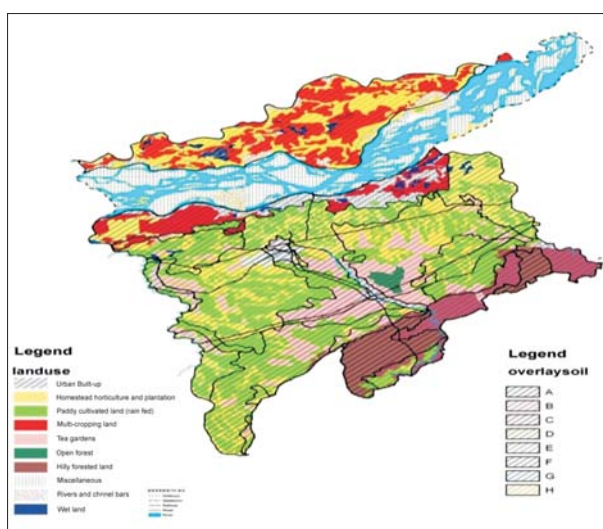 Legend
landuse
Urban Built-up
Homestead horticulture and plantation
Paddy cultivated land (rain fed)
Multi-cropping land
Tea gardens
Open forest
Hilly forested land
Miscellaneous
Rivers and chnnel bars
Wet land
Legend
overlaysoil
A
B
C
D
E
F
G
H